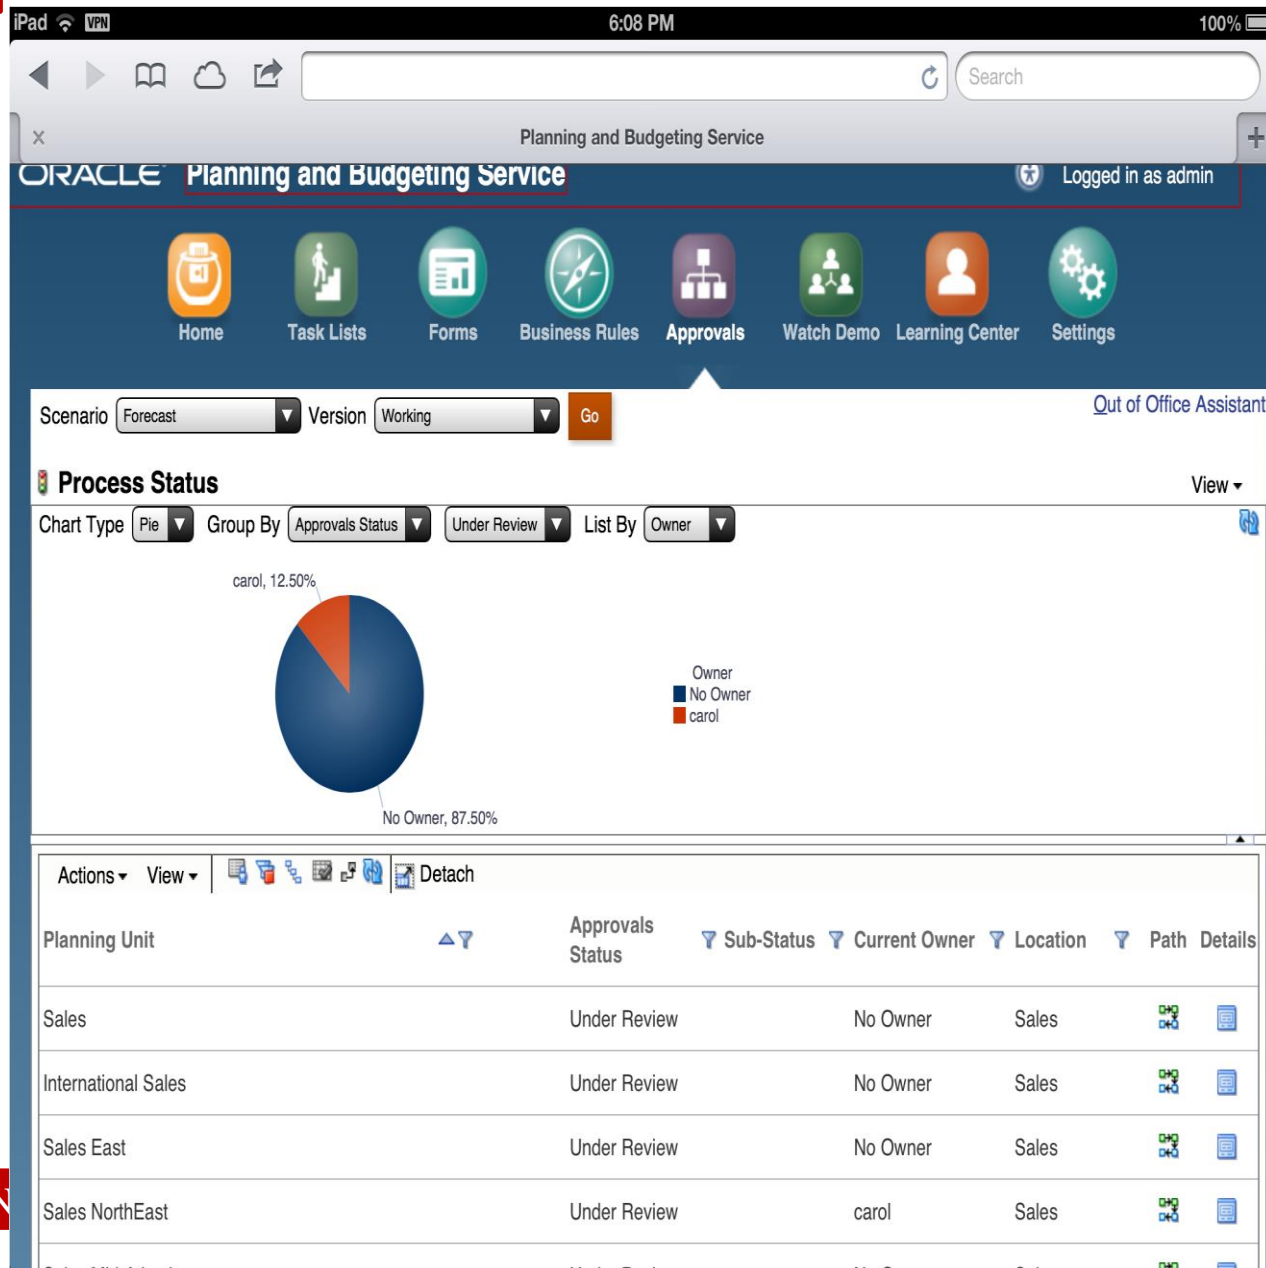 iPad VPN 6:08 PM 100%
Search
Planning and Budgeting Service
ORACLE Planning and Budgeting Service Logged in as admin
Home Task Lists Forms Business Rules Approvals Watch Demo Learning Center Settings
Scenario Forecast Version Working Go Out of Office Assistant
Process Status View
Chart Type Pie Group By Approvals Status Under Review List By Owner
carol, 12.50%
Owner
No Owner
carol
No Owner, 87.50%
Actions View Detach
Planning Unit Approvals Status Sub-Status Current Owner Location Path Details
Sales Under Review No Owner Sales
International Sales Under Review No Owner Sales
Sales East Under Review No Owner Sales
Sales NorthEast Under Review carol Sales